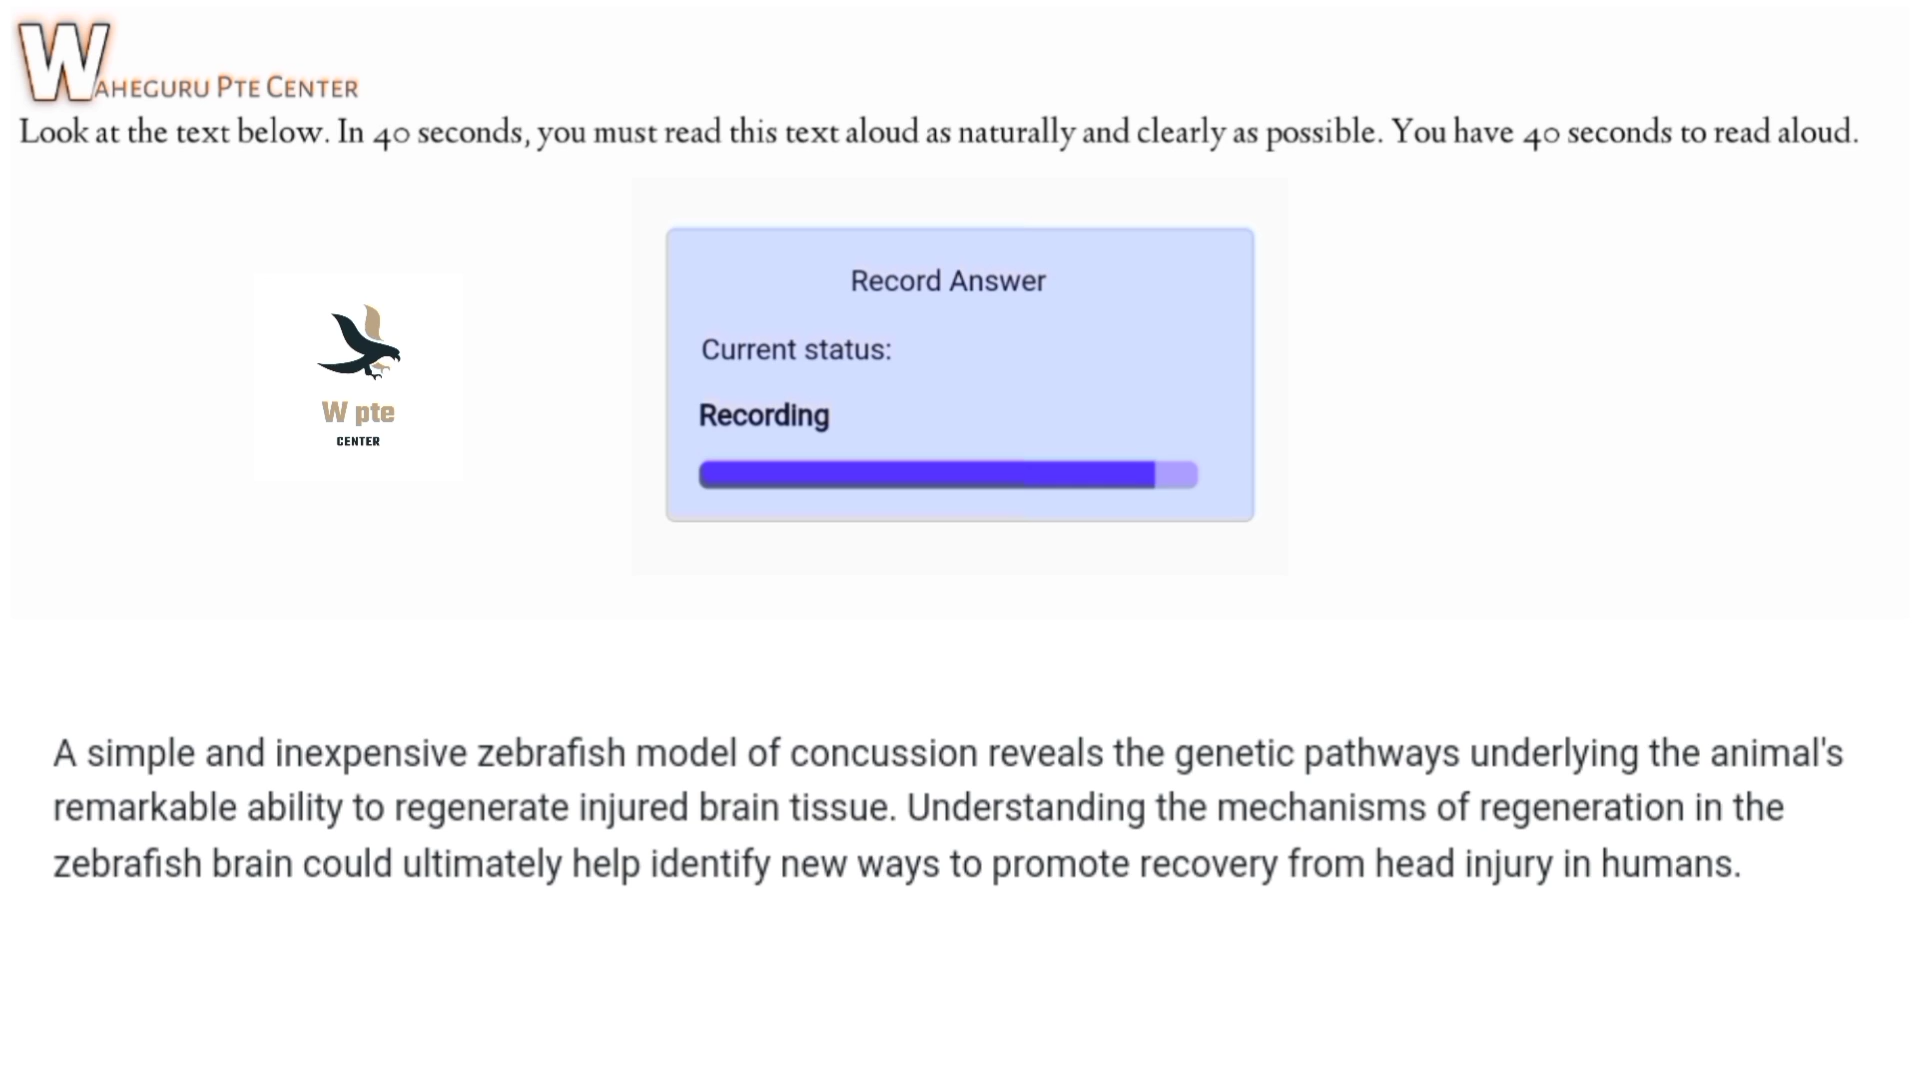 WAHEGURU PTE CENTER
Look at the text below. In 40 seconds, you must read this text aloud as naturally and clearly as possible. You have 40 seconds to read aloud.
Record Answer
Current status:
Recording
W pte
CENTER
A simple and inexpensive zebrafish model of concussion reveals the genetic pathways underlying the animal's
remarkable ability to regenerate injured brain tissue. Understanding the mechanisms of regeneration in the
zebrafish brain could ultimately help identify new ways to promote recovery from head injury in humans.